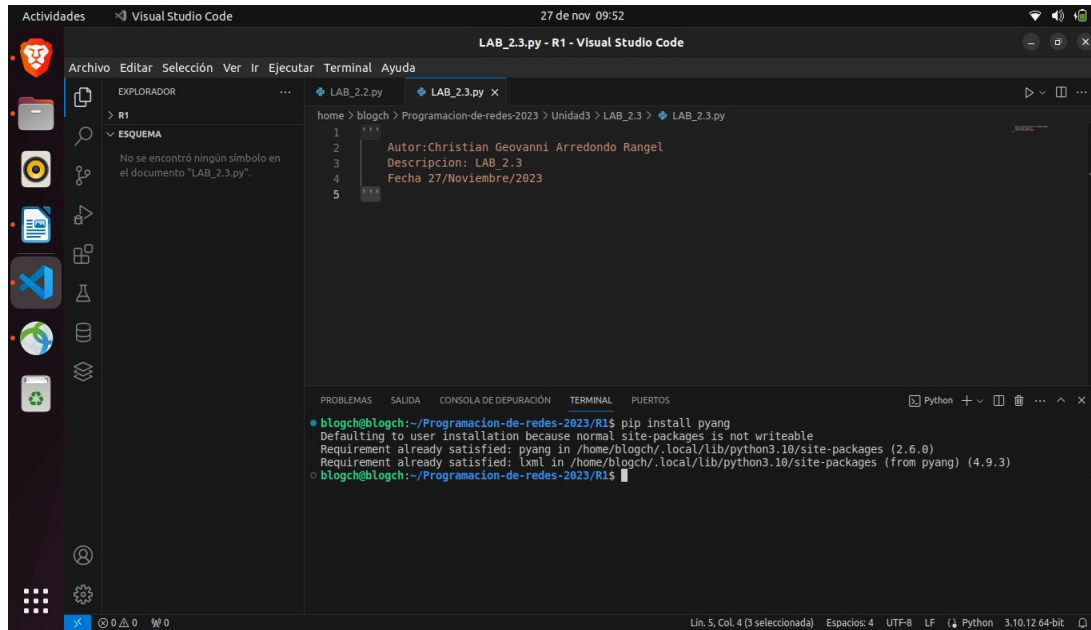 Actividades
Visual Studio Code
27 de nov 09:52
LAB_2.3.py - R1 - Visual Studio Code
Archivo Editar Selección Ver Ir Ejecutar Terminal Ayuda
EXPLORADOR
R1
ESQUEMA
No se encontró ningún símbolo en
el documento "LAB_2.3.py".
LAB_2.2.py
LAB_2.3.py
home > blogch > Programacion-de-redes-2023 > Unidad3 > LAB_2.3 > LAB_2.3.py
1 '''
2 Autor:Christian Geovanni Arredondo Rangel
3 Descripcion: LAB_2.3
4 Fecha 27/Noviembre/2023
5 '''
PROBLEMAS SALIDA CONSOLA DE DEPURACIÓN TERMINAL PUERTOS
Python
blogch@blogch:~/Programacion-de-redes-2023/R1$ pip install pyang
Defaulting to user installation because normal site-packages is not writeable
Requirement already satisfied: pyang in /home/blogch/.local/lib/python3.10/site-packages (2.6.0)
Requirement already satisfied: lxml in /home/blogch/.local/lib/python3.10/site-packages (from pyang) (4.9.3)
blogch@blogch:~/Programacion-de-redes-2023/R1$
0 0 0
Lín. 5, Col. 4 (3 seleccionada) Espacios: 4 UTF-8 LF Python 3.10.12 64-bit